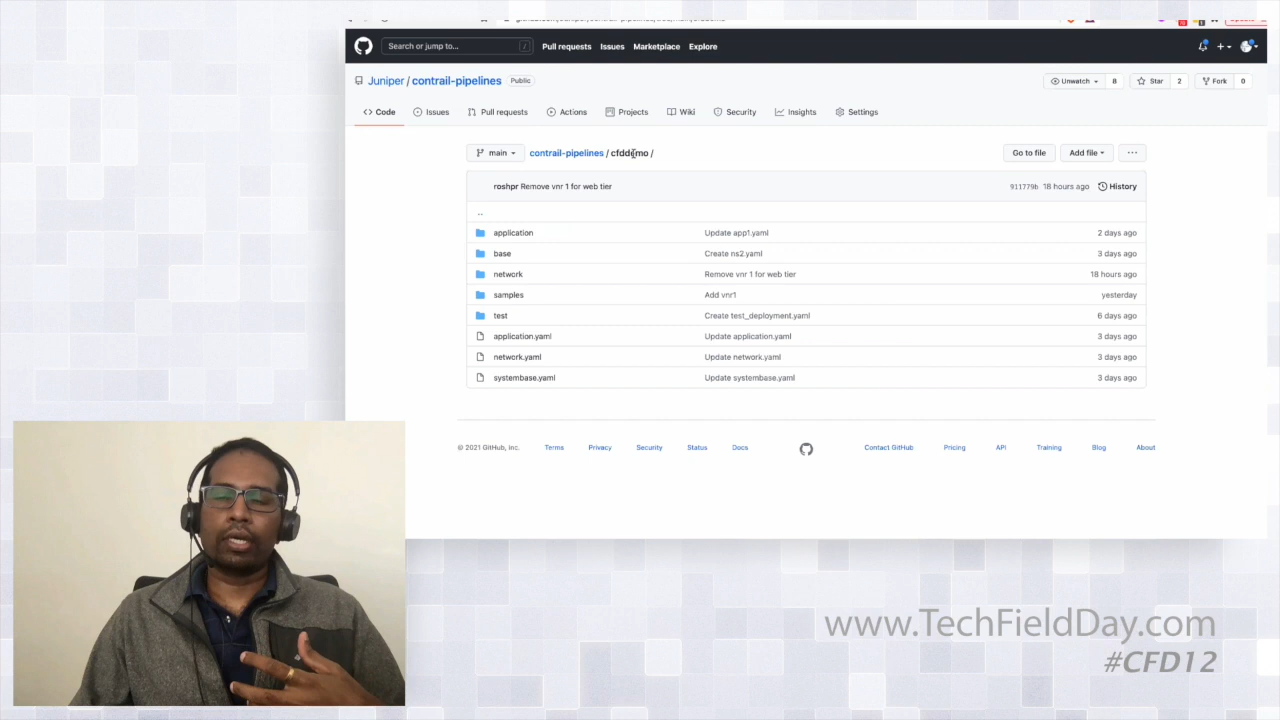 Search or jump to... / Pull requests Issues Marketplace Explore
Juniper / contrail-pipelines Public Unwatch 8 Star 2 Fork 0
Code Issues Pull requests Actions Projects Wiki Security Insights Settings
main contrail-pipelines / cfddemo / Go to file Add file ...
roshpr Remove vnr 1 for web tier 911779b 18 hours ago History
..
application Update app1.yaml 2 days ago
base Create ns2.yaml 3 days ago
network Remove vnr 1 for web tier 18 hours ago
samples Add vnr1 yesterday
test Create test_deployment.yaml 6 days ago
application.yaml Update application.yaml 3 days ago
network.yaml Update network.yaml 3 days ago
systembase.yaml Update systembase.yaml 3 days ago
© 2021 GitHub, Inc. Terms Privacy Security Status Docs Contact GitHub Pricing API Training Blog About
www.TechFieldDay.com
#CFD12